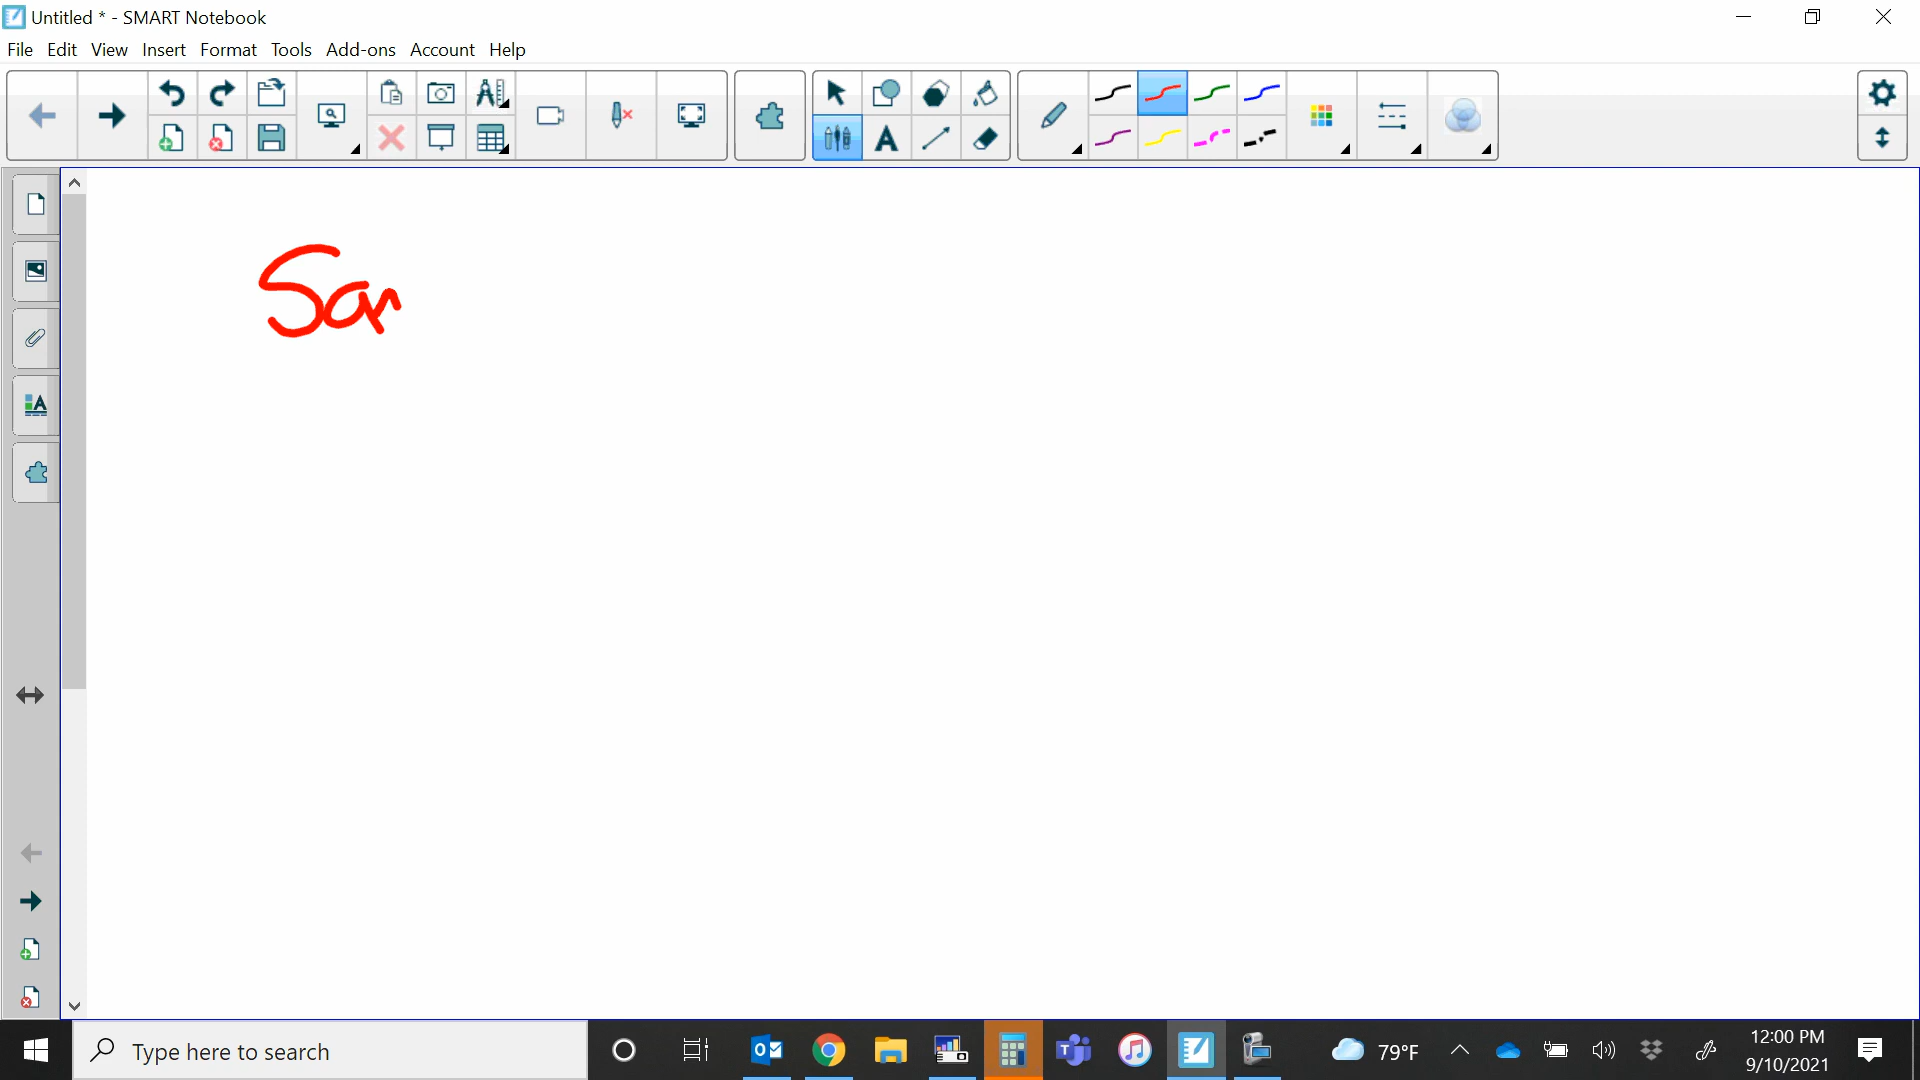 Untitled * - SMART Notebook
File Edit View Insert Format Tools Add-ons Account Help
Sar
Type here to search
79°F
12:00 PM
9/10/2021